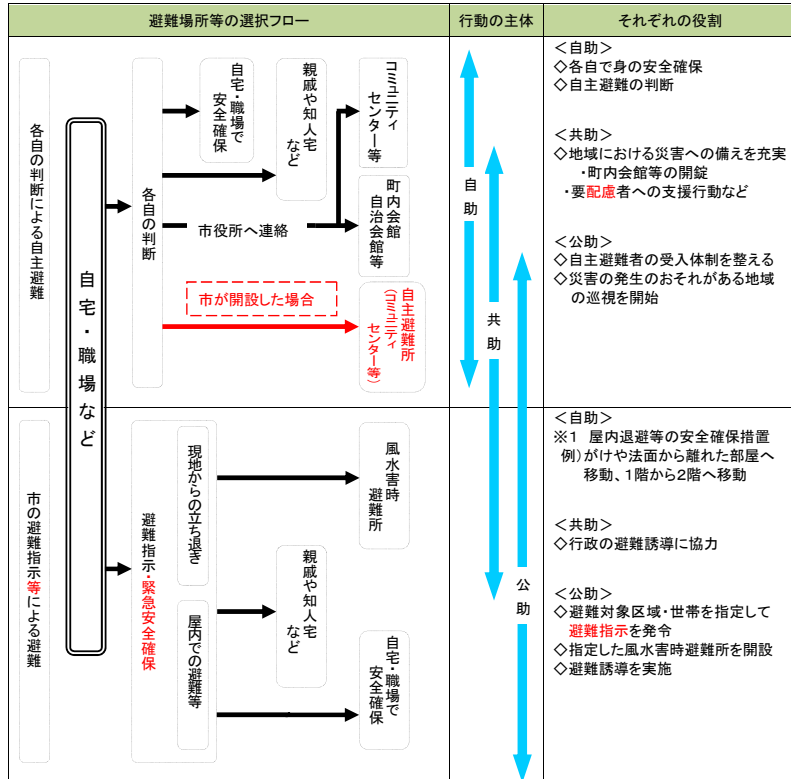 避難場所等の選択フロー
行動の主体
それぞれの役割
各自の判断による自主避難
自宅・職場など
各自の判断
自宅・職場で
安全確保
親戚や知人宅
など
コミュニティ
センター等
市役所へ連絡
町内会館
自治会館等
市が開設した場合
自主避難所
(コミュニティ
センター等)
自助
共助
公助
<自助>
◇各自で身の安全確保
◇自主避難の判断
<共助>
◇地域における災害への備えを充実
・町内会館等の開錠
・要配慮者への支援行動など
<公助>
◇自主避難者の受入体制を整える
◇災害の発生のおそれがある地域
の巡視を開始
市の避難指示等による避難
避難指示・緊急安全確保
現地からの立ち退き
屋内での避難等
風水害時
避難所
親戚や知人宅
など
自宅・職場で
安全確保
<自助>
※1 屋内退避等の安全確保措置
例)がけや法面から離れた部屋へ
移動、1階から2階へ移動
<共助>
◇行政の避難誘導に協力
<公助>
◇避難対象区域・世帯を指定して
避難指示を発令
◇指定した風水害時避難所を開設
◇避難誘導を実施